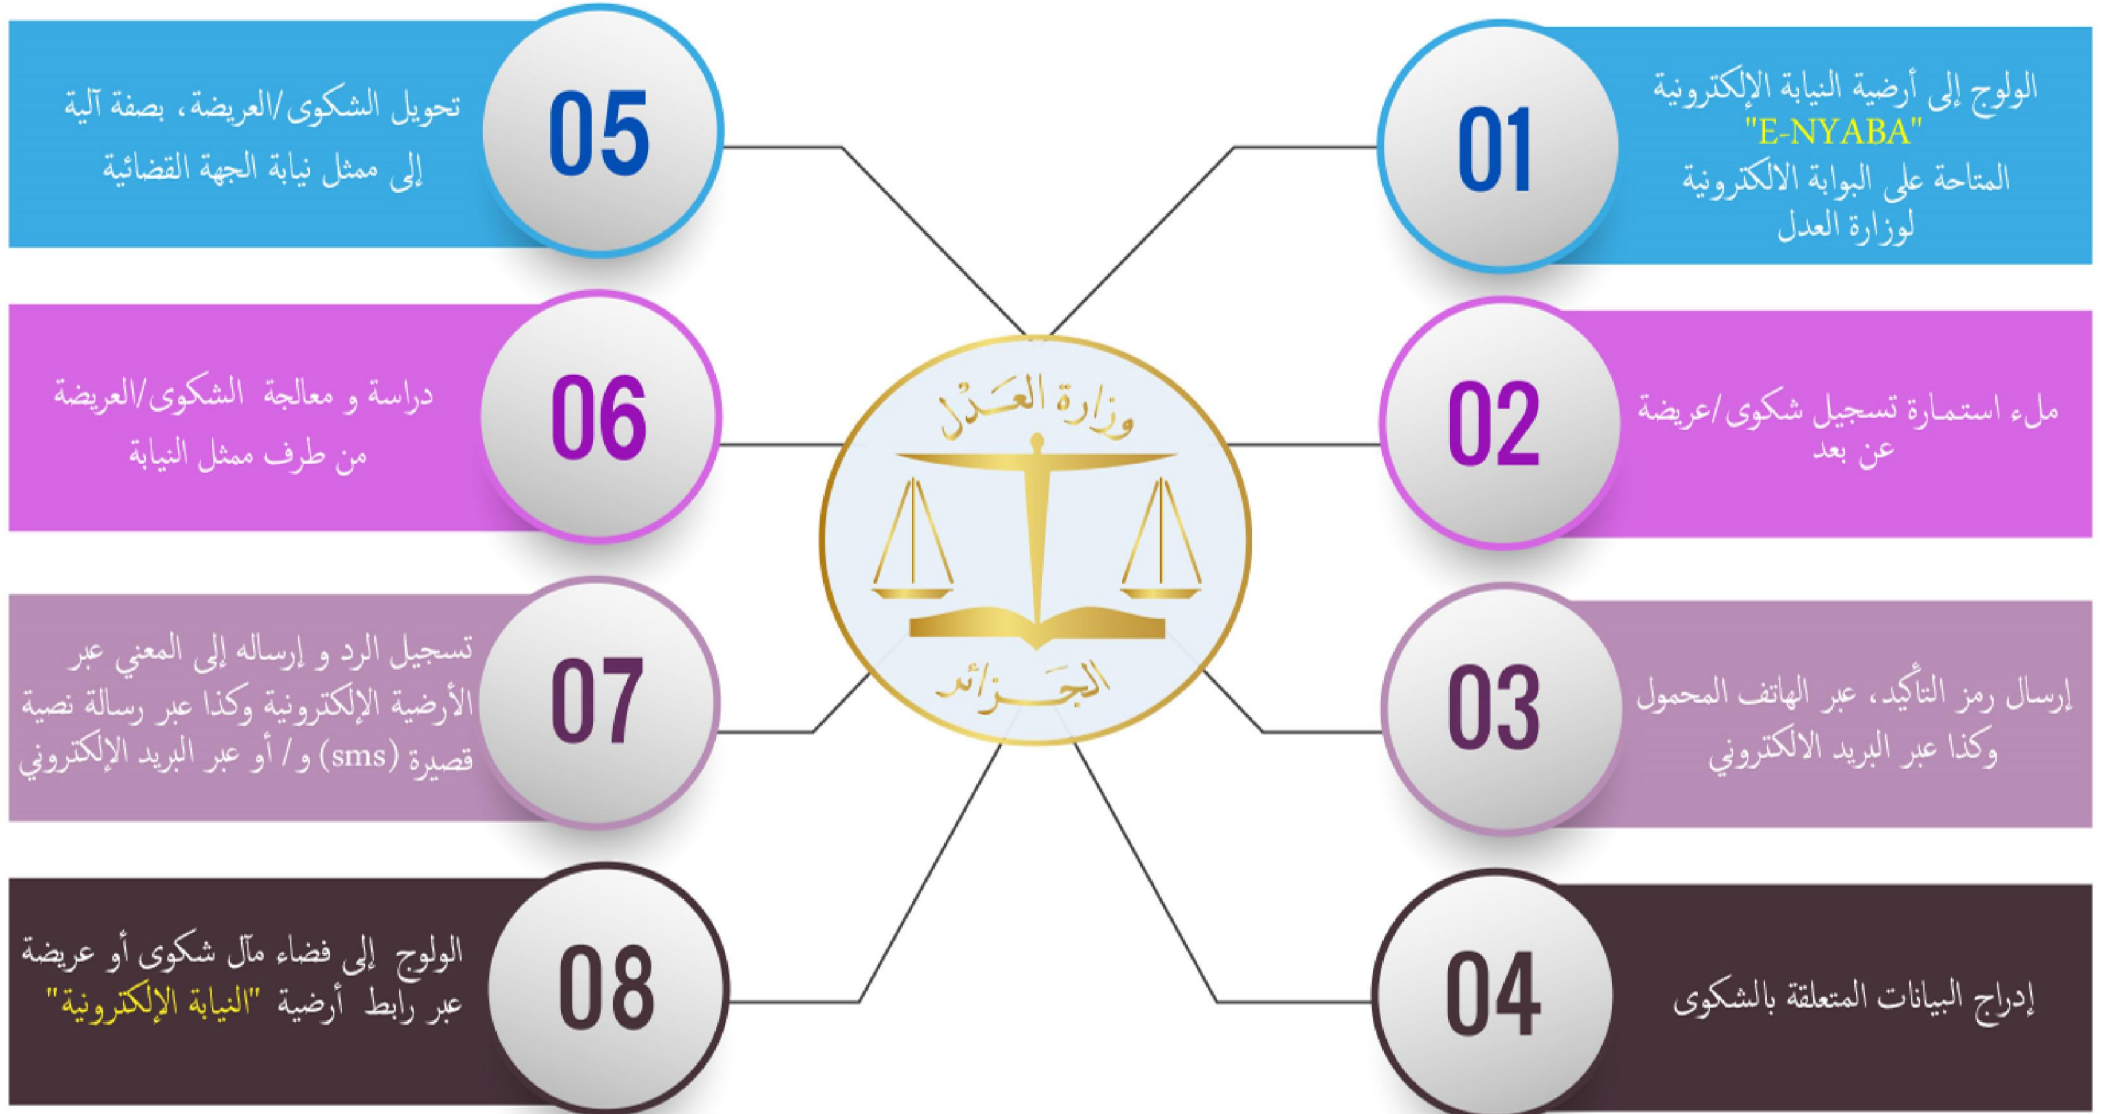 01
الولوج إلى أرضية النيابة الإلكترونية
"E-NYABA"
المتاحة على البوابة الالكترونية
لوزارة العدل
02
ملء استمارة تسجيل شكوى/عريضة
عن بعد
03
إرسال رمز التأكيد، عبر الهاتف المحمول
وكذا عبر البريد الالكتروني
04
إدراج البيانات المتعلقة بالشكوى
وزارة العَدْل
الجَزائر
05
تحويل الشكوى/العريضة، بصفة آلية
إلى ممثل نيابة الجهة القضائية
06
دراسة و معالجة الشكوى/العريضة
من طرف ممثل النيابة
07
تسجيل الرد و إرساله إلى المعني عبر
الأرضية الإلكترونية وكذا عبر رسالة نصية
قصيرة (sms) و/ أو عبر البريد الإلكتروني
08
الولوج إلى فضاء مآل شكوى أو عريضة
عبر رابط أرضية "النيابة الإلكترونية"